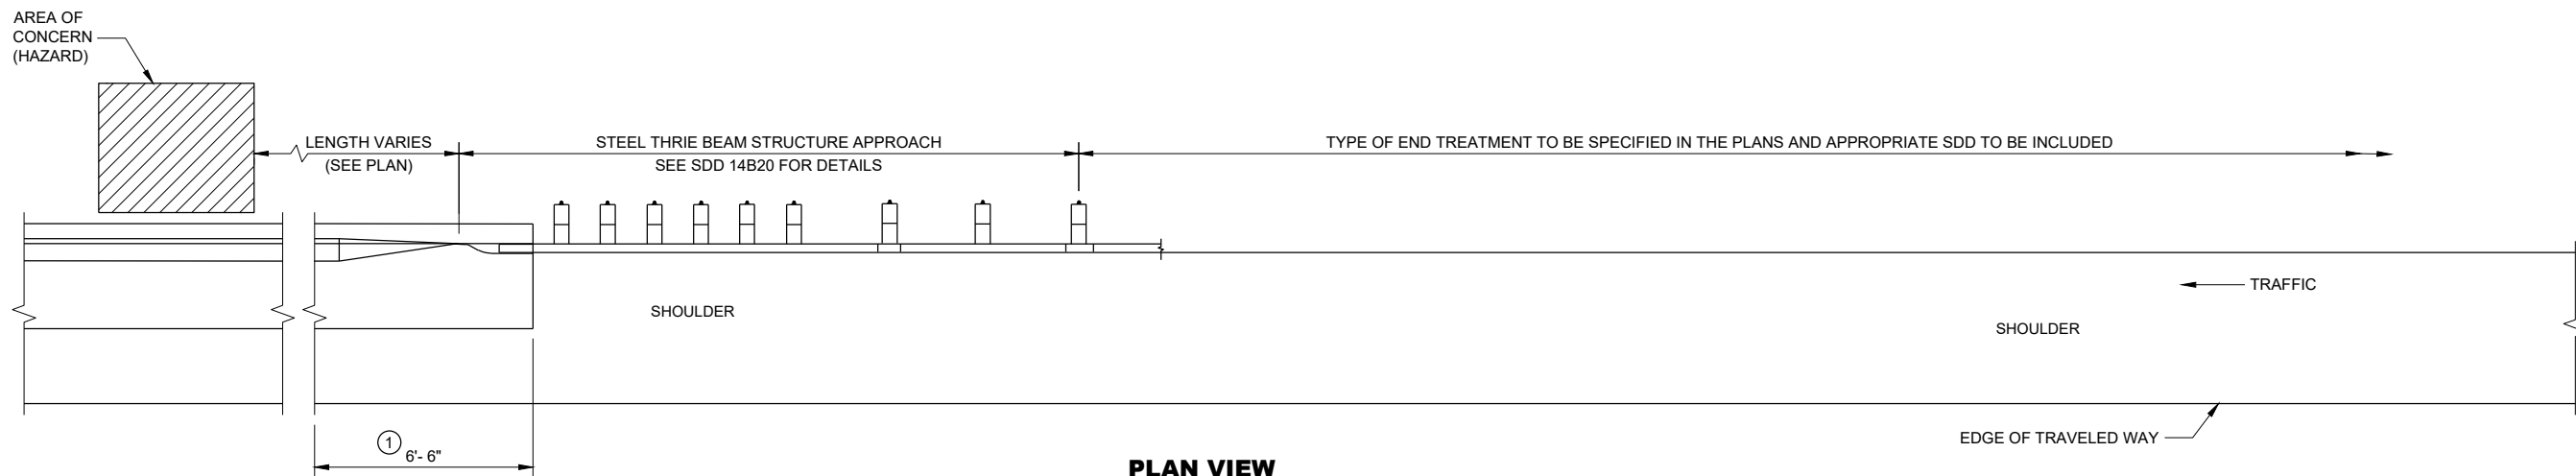 AREA OF
CONCERN
(HAZARD)
LENGTH VARIES
(SEE PLAN)
STEEL THRIE BEAM STRUCTURE APPROACH
SEE SDD 14B20 FOR DETAILS
TYPE OF END TREATMENT TO BE SPECIFIED IN THE PLANS AND APPROPRIATE SDD TO BE INCLUDED
TRAFFIC
SHOULDER
SHOULDER
EDGE OF TRAVELED WAY
1
6'- 6"
PLAN VIEW